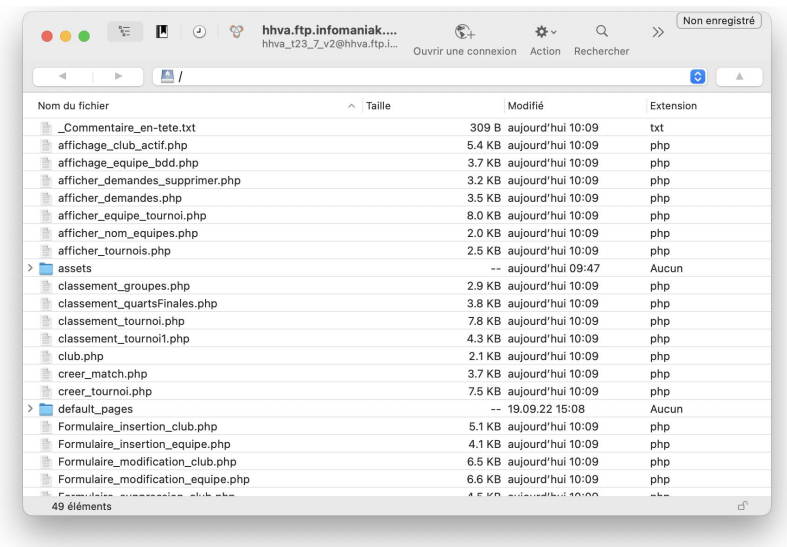 Non enregistré
hhva.ftp.infomaniak....
hhva_t23_7_v2@hhva.ftp.i...
Ouvrir une connexion Action Rechercher
/
Nom du fichier Taille Modifié Extension
_Commentaire_en-tete.txt 309 B aujourd'hui 10:09 txt
affichage_club_actif.php 5.4 KB aujourd'hui 10:09 php
affichage_equipe_bdd.php 3.7 KB aujourd'hui 10:09 php
afficher_demandes_supprimer.php 3.2 KB aujourd'hui 10:09 php
afficher_demandes.php 3.5 KB aujourd'hui 10:09 php
afficher_equipe_tournoi.php 8.0 KB aujourd'hui 10:09 php
afficher_nom_equipes.php 2.0 KB aujourd'hui 10:09 php
afficher_tournois.php 2.5 KB aujourd'hui 10:09 php
assets -- aujourd'hui 09:47 Aucun
classement_groupes.php 2.9 KB aujourd'hui 10:09 php
classement_quartsFinales.php 3.8 KB aujourd'hui 10:09 php
classement_tournoi.php 7.8 KB aujourd'hui 10:09 php
classement_tournoi1.php 4.3 KB aujourd'hui 10:09 php
club.php 2.1 KB aujourd'hui 10:09 php
creer_match.php 3.7 KB aujourd'hui 10:09 php
creer_tournoi.php 7.5 KB aujourd'hui 10:09 php
default_pages -- 19.09.22 15:08 Aucun
Formulaire_insertion_club.php 5.1 KB aujourd'hui 10:09 php
Formulaire_insertion_equipe.php 4.1 KB aujourd'hui 10:09 php
Formulaire_modification_club.php 6.5 KB aujourd'hui 10:09 php
Formulaire_modification_equipe.php 6.6 KB aujourd'hui 10:09 php
Formulaire_suppression_club.php 4.5 KB aujourd'hui 10:09 php
49 éléments